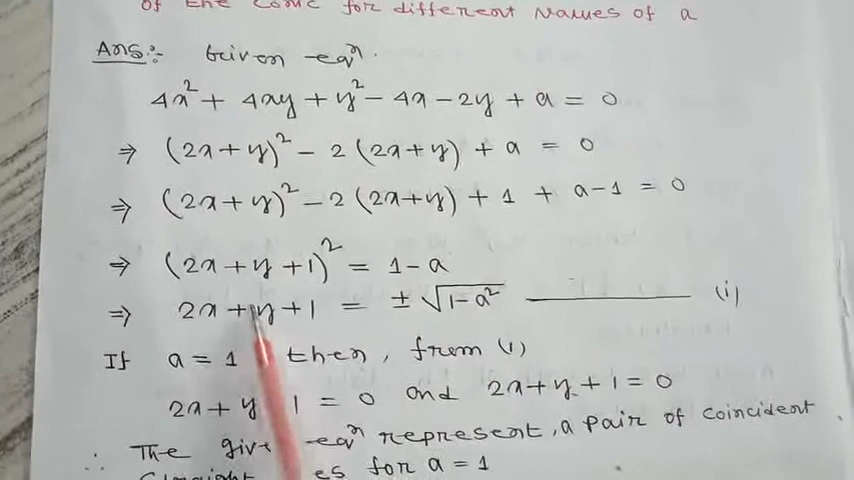 of the conic for different values of a
Ans:- Given eqⁿ.
4x² + 4xy + y² - 4x - 2y + a = 0
⇒ (2x + y)² - 2 (2x + y) + a = 0
⇒ (2x + y)² - 2 (2x + y) + 1 + a - 1 = 0
⇒ (2x + y + 1)² = 1 - a
⇒ 2x + y + 1 = ± √(1 - a²) ——— (i)
If a = 1 then, from (1)
2x + y 1 = 0 and 2x + y + 1 = 0
∴ The eqⁿ represent, a pair of coincident
for a = 1